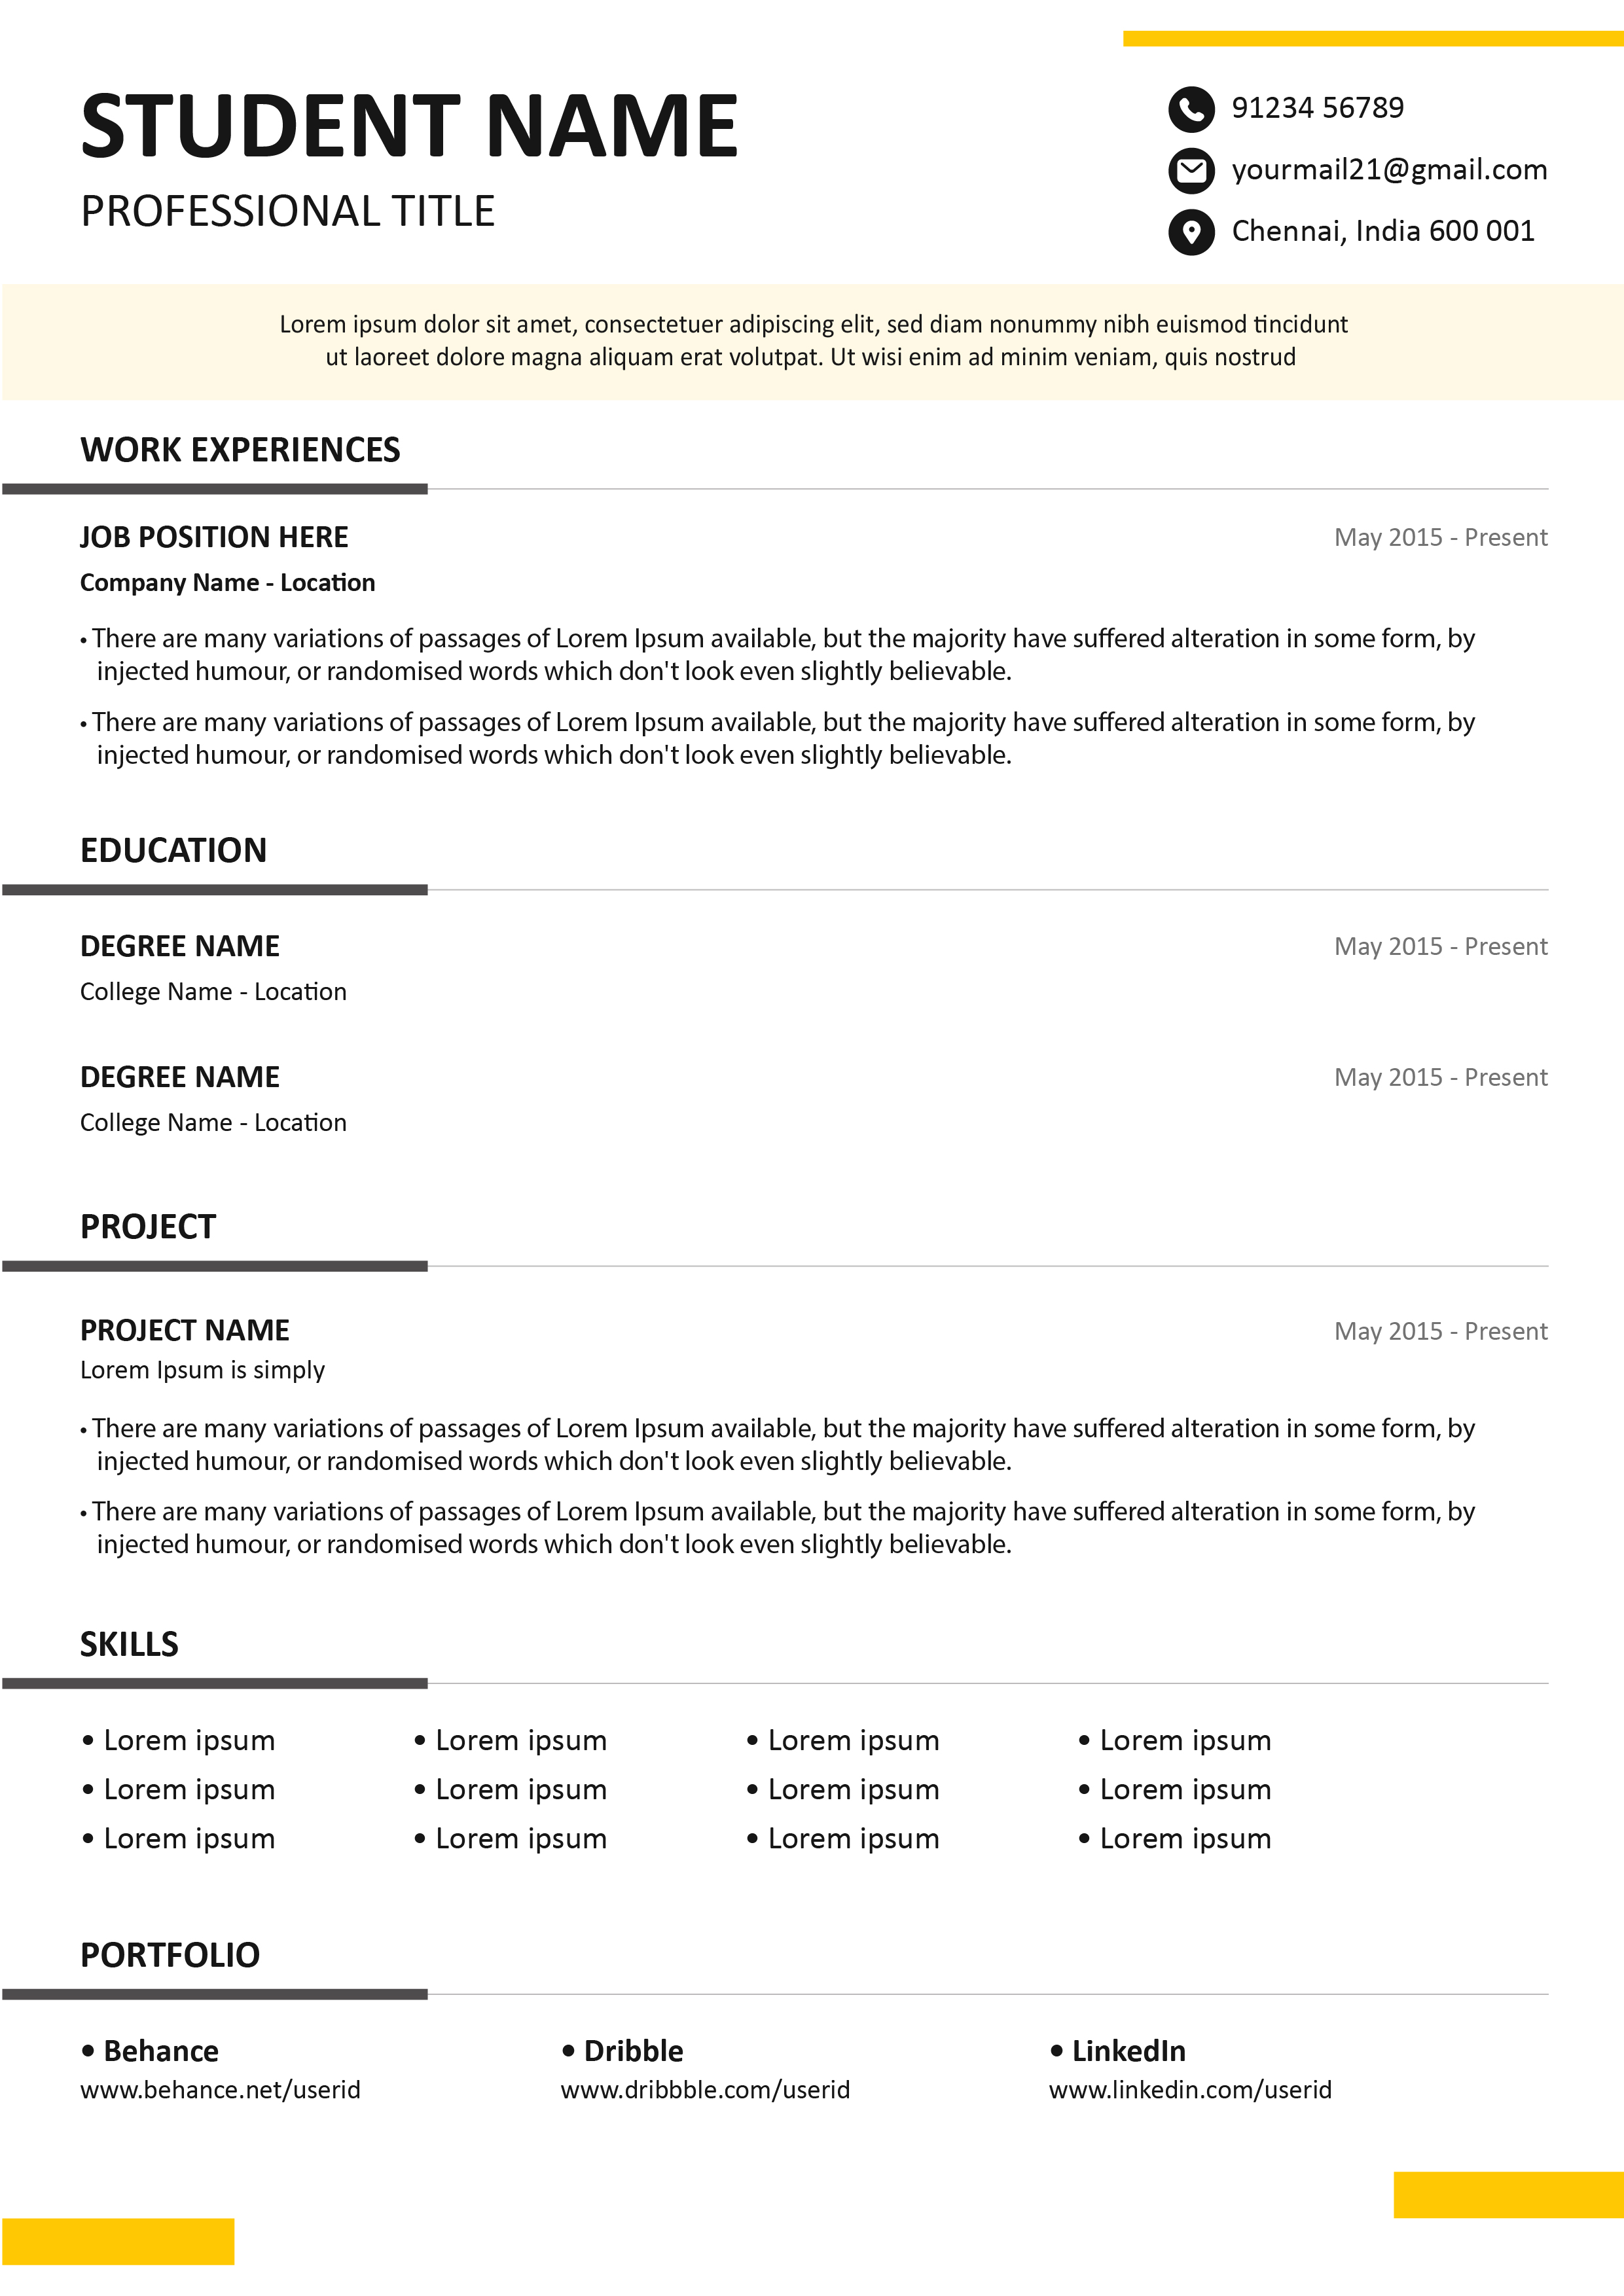 STUDENT NAME
PROFESSIONAL TITLE
91234 56789
yourmail21@gmail.com
Chennai, India 600 001
Lorem ipsum dolor sit amet, consectetuer adipiscing elit, sed diam nonummy nibh euismod tincidunt
ut laoreet dolore magna aliquam erat volutpat. Ut wisi enim ad minim veniam, quis nostrud
WORK EXPERIENCES
JOB POSITION HERE May 2015 - Present
Company Name - Location
• There are many variations of passages of Lorem Ipsum available, but the majority have suffered alteration in some form, by
injected humour, or randomised words which don't look even slightly believable.
• There are many variations of passages of Lorem Ipsum available, but the majority have suffered alteration in some form, by
injected humour, or randomised words which don't look even slightly believable.
EDUCATION
DEGREE NAME May 2015 - Present
College Name - Location
DEGREE NAME May 2015 - Present
College Name - Location
PROJECT
PROJECT NAME May 2015 - Present
Lorem Ipsum is simply
• There are many variations of passages of Lorem Ipsum available, but the majority have suffered alteration in some form, by
injected humour, or randomised words which don't look even slightly believable.
• There are many variations of passages of Lorem Ipsum available, but the majority have suffered alteration in some form, by
injected humour, or randomised words which don't look even slightly believable.
SKILLS
• Lorem ipsum • Lorem ipsum • Lorem ipsum • Lorem ipsum
• Lorem ipsum • Lorem ipsum • Lorem ipsum • Lorem ipsum
• Lorem ipsum • Lorem ipsum • Lorem ipsum • Lorem ipsum
PORTFOLIO
• Behance • Dribble • LinkedIn
www.behance.net/userid www.dribbble.com/userid www.linkedin.com/userid